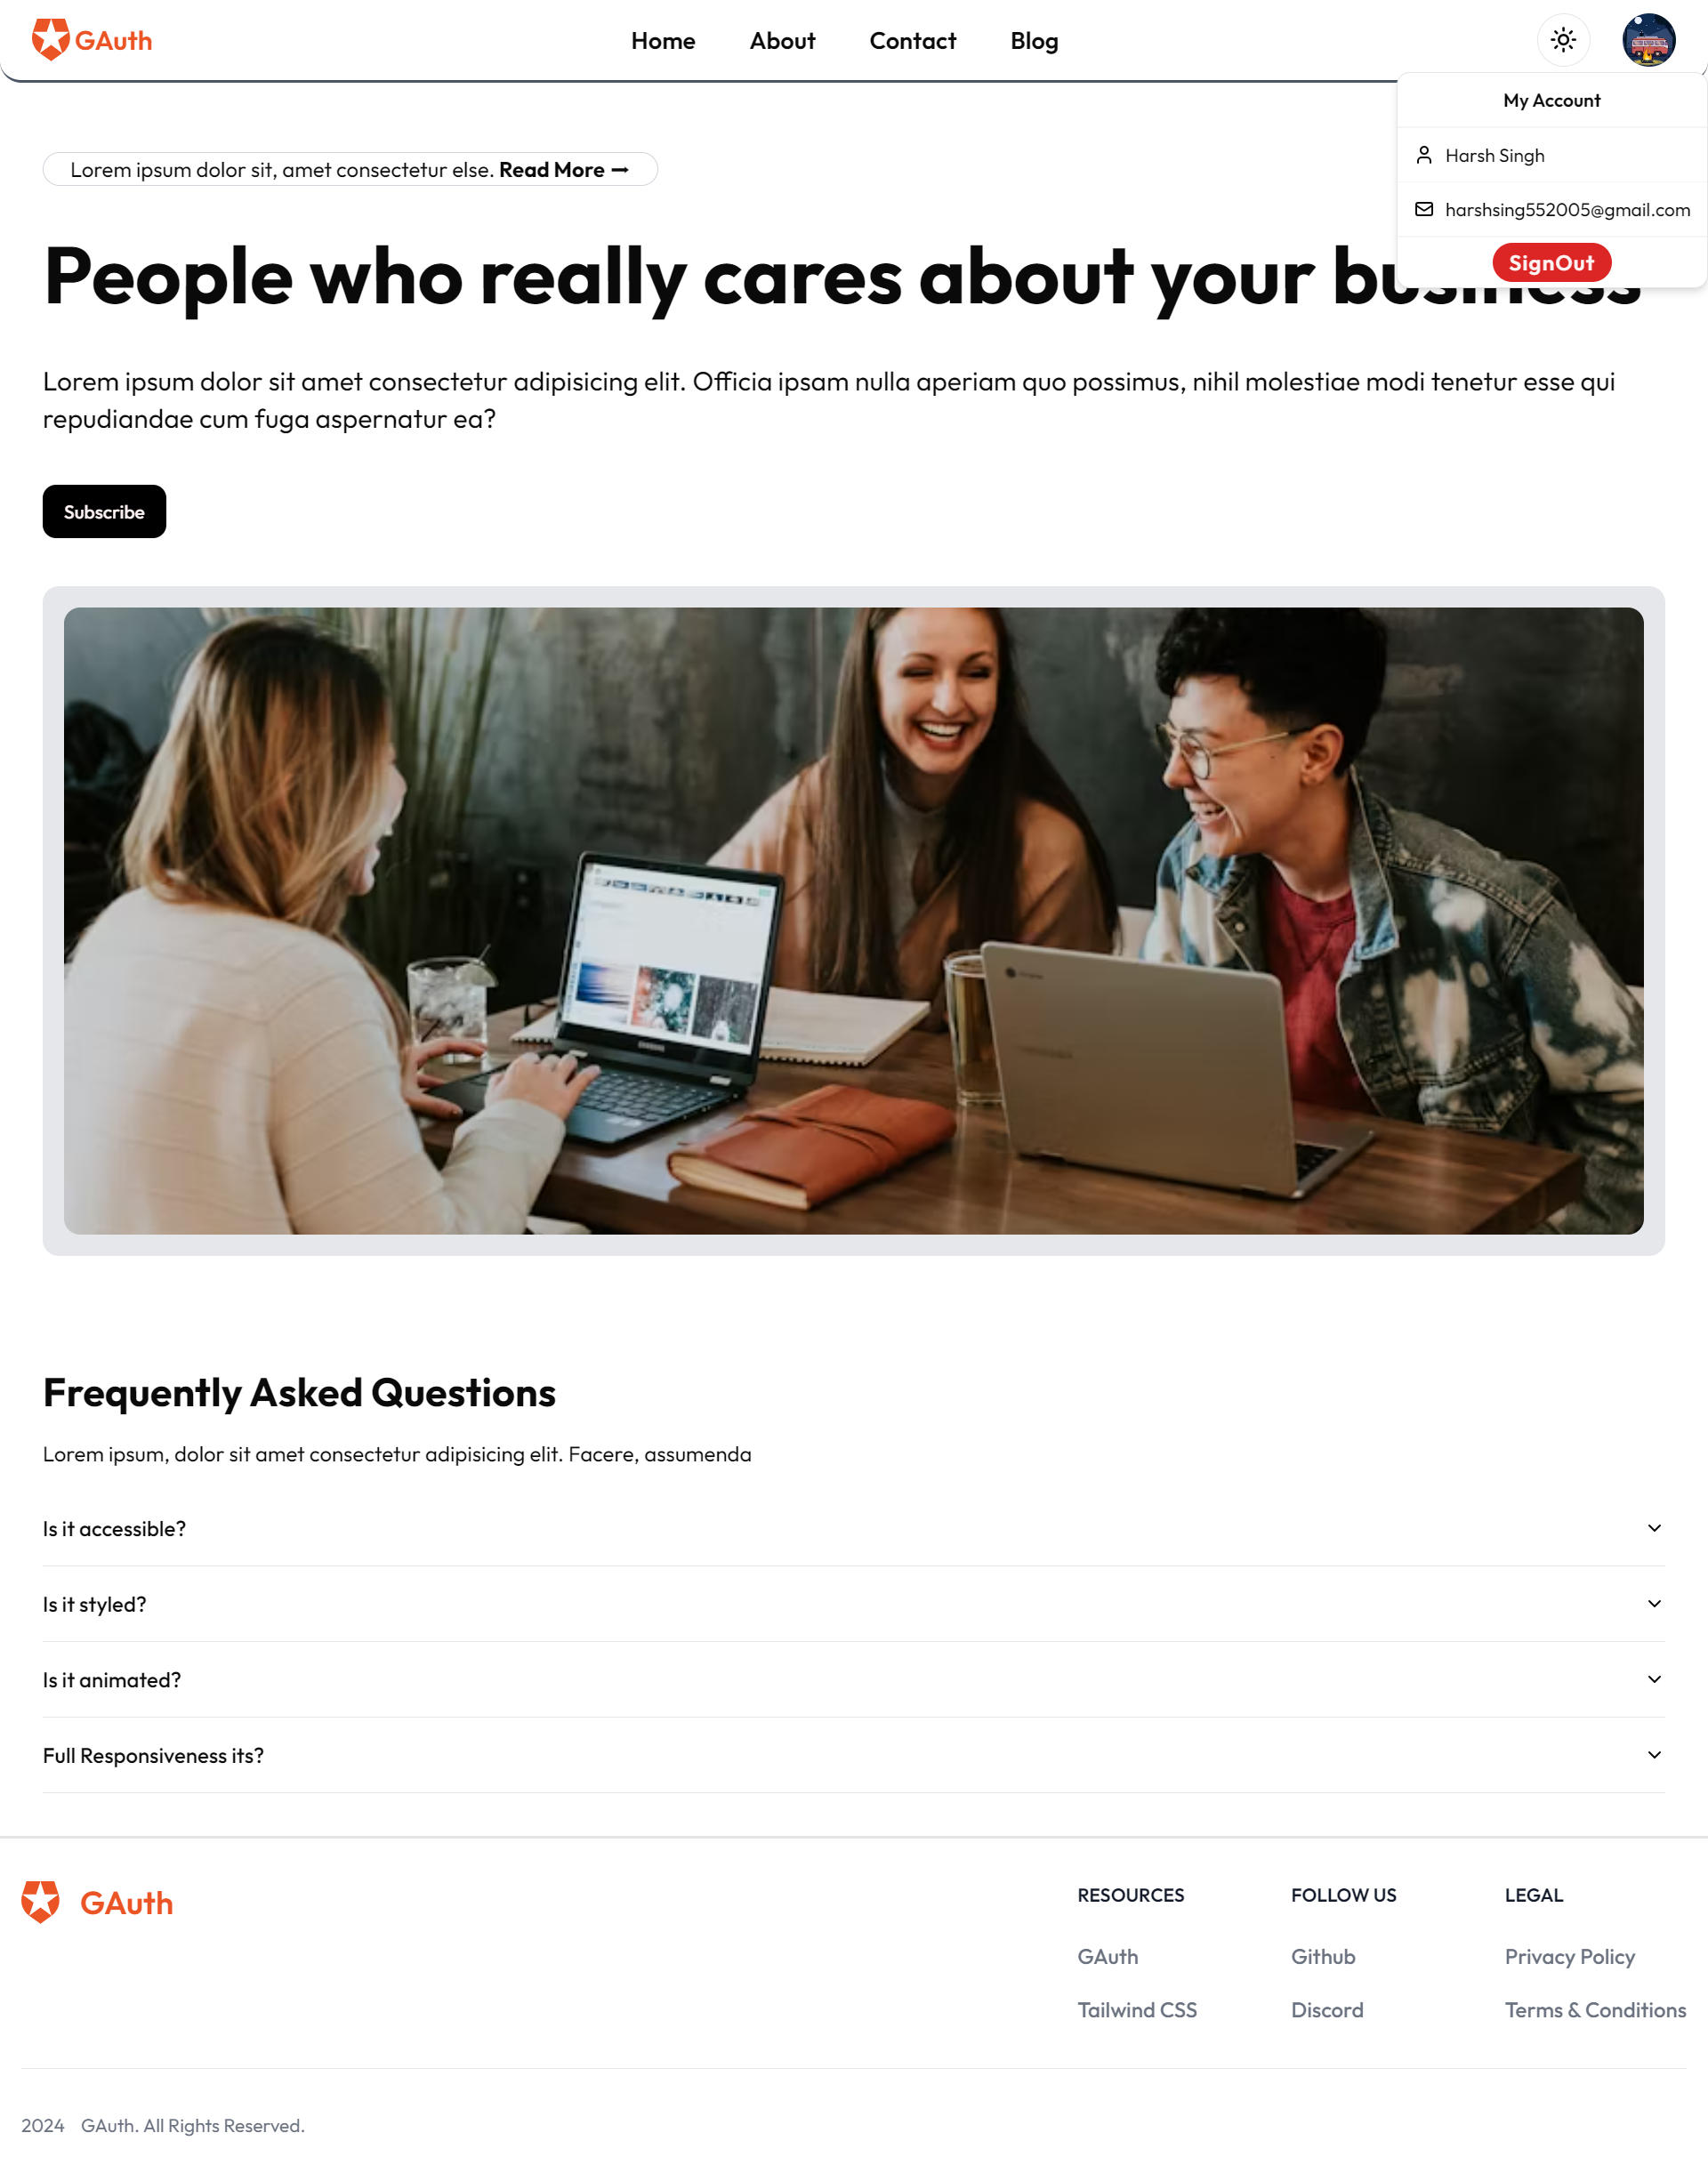 GAuth
Home
About
Contact
Blog
My Account
Harsh Singh
harshsing552005@gmail.com
SignOut
Lorem ipsum dolor sit, amet consectetur else. Read More ➞
People who really cares about your business
Lorem ipsum dolor sit amet consectetur adipisicing elit. Officia ipsam nulla aperiam quo possimus, nihil molestiae modi tenetur esse qui
repudiandae cum fuga aspernatur ea?
Subscribe
Frequently Asked Questions
Lorem ipsum, dolor sit amet consectetur adipisicing elit. Facere, assumenda
Is it accessible?
Is it styled?
Is it animated?
Full Responsiveness its?
GAuth
RESOURCES
GAuth
Tailwind CSS
FOLLOW US
Github
Discord
LEGAL
Privacy Policy
Terms & Conditions
2024 GAuth. All Rights Reserved.